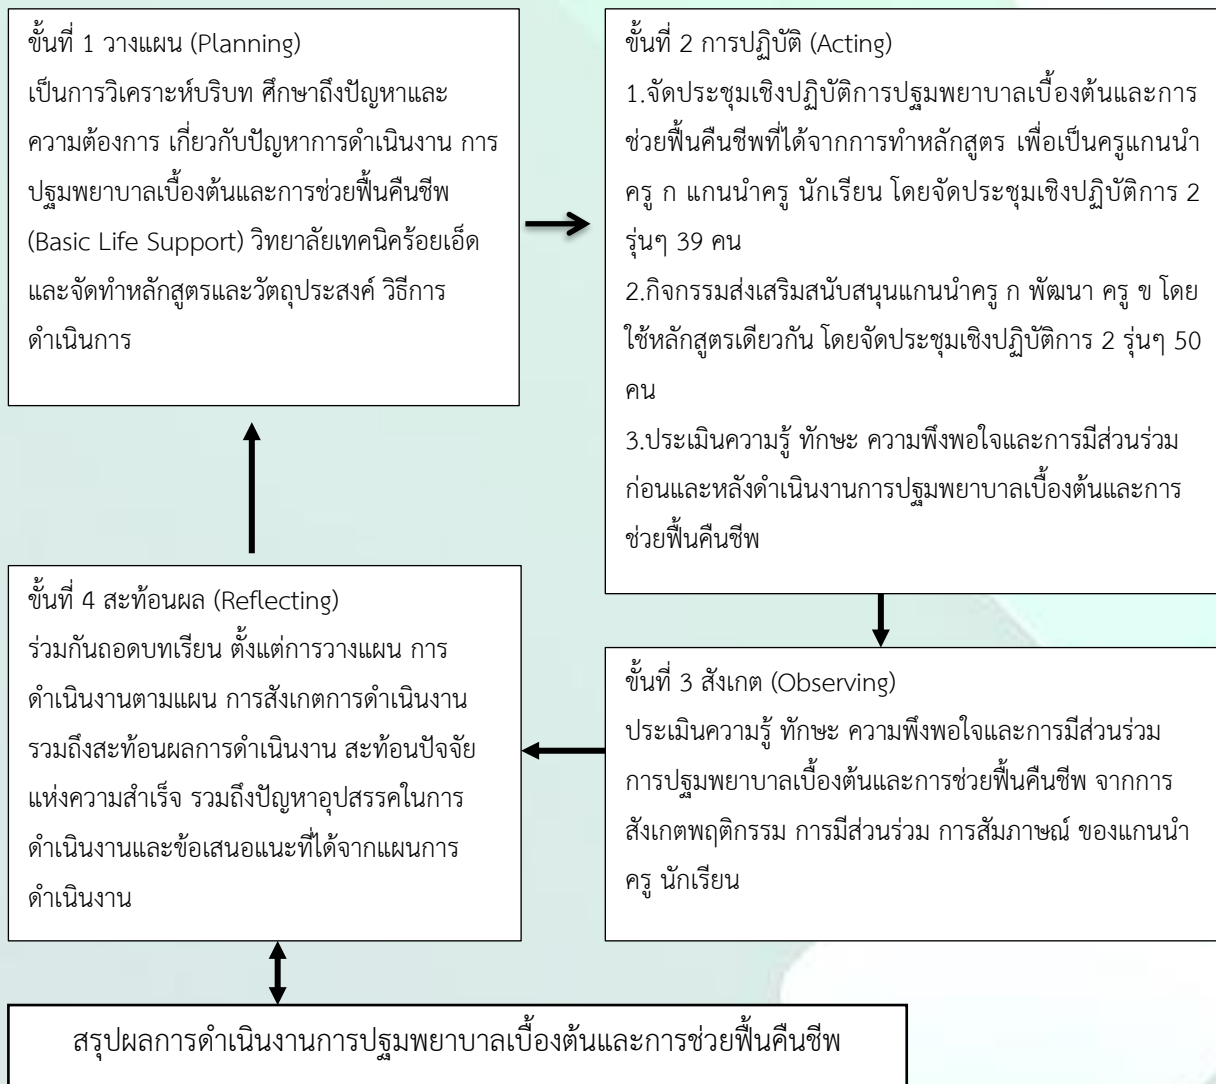 ขั้นที่ 1 วางแผน (Planning)
เป็นการวิเคราะห์บริบท ศึกษาถึงปัญหาและ
ความต้องการ เกี่ยวกับปัญหาการดำเนินงาน การ
ปฐมพยาบาลเบื้องต้นและการช่วยฟื้นคืนชีพ
(Basic Life Support) วิทยาลัยเทคนิคร้อยเอ็ด
และจัดทำหลักสูตรและวัตถุประสงค์ วิธีการ
ดำเนินการ
ขั้นที่ 2 การปฏิบัติ (Acting)
1.จัดประชุมเชิงปฏิบัติการปฐมพยาบาลเบื้องต้นและการ
ช่วยฟื้นคืนชีพที่ได้จากการทำหลักสูตร เพื่อเป็นครูแกนนำ
ครู ก แกนนำครู นักเรียน โดยจัดประชุมเชิงปฏิบัติการ 2
รุ่นๆ 39 คน
2.กิจกรรมส่งเสริมสนับสนุนแกนนำครู ก พัฒนา ครู ข โดย
ใช้หลักสูตรเดียวกัน โดยจัดประชุมเชิงปฏิบัติการ 2 รุ่นๆ 50
คน
3.ประเมินความรู้ ทักษะ ความพึงพอใจและการมีส่วนร่วม
ก่อนและหลังดำเนินงานการปฐมพยาบาลเบื้องต้นและการ
ช่วยฟื้นคืนชีพ
ขั้นที่ 3 สังเกต (Observing)
ประเมินความรู้ ทักษะ ความพึงพอใจและการมีส่วนร่วม
การปฐมพยาบาลเบื้องต้นและการช่วยฟื้นคืนชีพ จากการ
สังเกตพฤติกรรม การมีส่วนร่วม การสัมภาษณ์ ของแกนนำ
ครู นักเรียน
ขั้นที่ 4 สะท้อนผล (Reflecting)
ร่วมกันถอดบทเรียน ตั้งแต่การวางแผน การ
ดำเนินงานตามแผน การสังเกตการดำเนินงาน
รวมถึงสะท้อนผลการดำเนินงาน สะท้อนปัจจัย
แห่งความสำเร็จ รวมถึงปัญหาอุปสรรคในการ
ดำเนินงานและข้อเสนอแนะที่ได้จากแผนการ
ดำเนินงาน
สรุปผลการดำเนินงานการปฐมพยาบาลเบื้องต้นและการช่วยฟื้นคืนชีพ